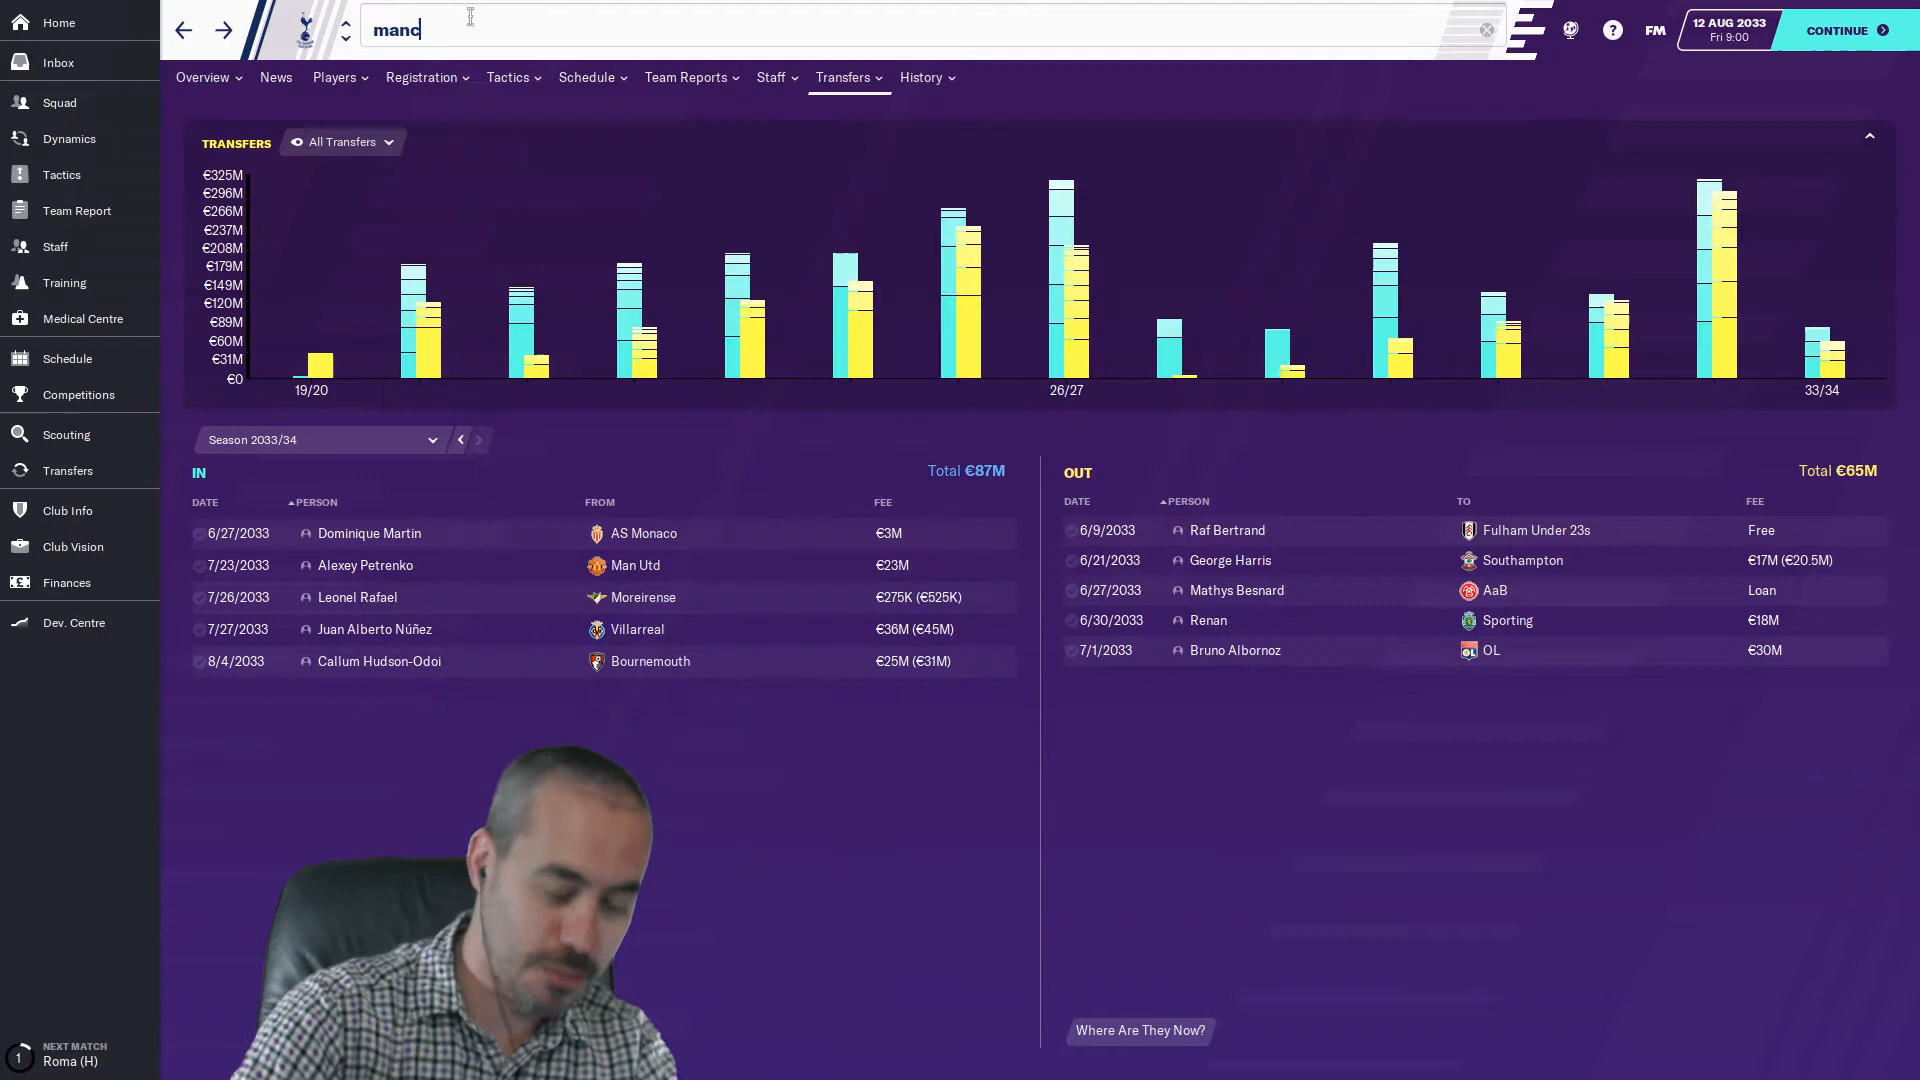 Home
manc
?
FM
12 AUG 2033
Fri 9:00
CONTINUE
Inbox
Overview
News
Players
Registration
Tactics
Schedule
Team Reports
Staff
Transfers
History
Squad
Dynamics
Tactics
Team Report
Staff
Training
Medical Centre
Schedule
Competitions
Scouting
Transfers
Club Info
Club Vision
Finances
Dev. Centre
1
NEXT MATCH
Roma (H)
TRANSFERS
All Transfers
€325M
€296M
€266M
€237M
€208M
€179M
€149M
€120M
€89M
€60M
€31M
€0
19/20
26/27
33/34
Season 2033/34
IN
Total €87M
DATE PERSON FROM FEE
6/27/2033 Dominique Martin AS Monaco €3M
7/23/2033 Alexey Petrenko Man Utd €23M
7/26/2033 Leonel Rafael Moreirense €275K (€525K)
7/27/2033 Juan Alberto Núñez Villarreal €36M (€45M)
8/4/2033 Callum Hudson-Odoi Bournemouth €25M (€31M)
OUT
Total €65M
DATE PERSON TO FEE
6/9/2033 Raf Bertrand Fulham Under 23s Free
6/21/2033 George Harris Southampton €17M (€20.5M)
6/27/2033 Mathys Besnard AaB Loan
6/30/2033 Renan Sporting €18M
7/1/2033 Bruno Albornoz OL €30M
Where Are They Now?